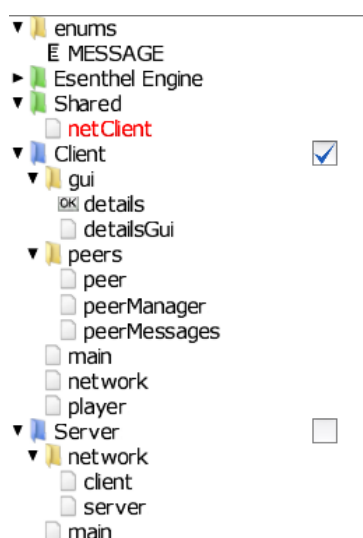 enums
E MESSAGE
Esenthel Engine
Shared
netClient
Client
gui
OK details
detailsGui
peers
peer
peerManager
peerMessages
main
network
player
Server
network
client
server
main